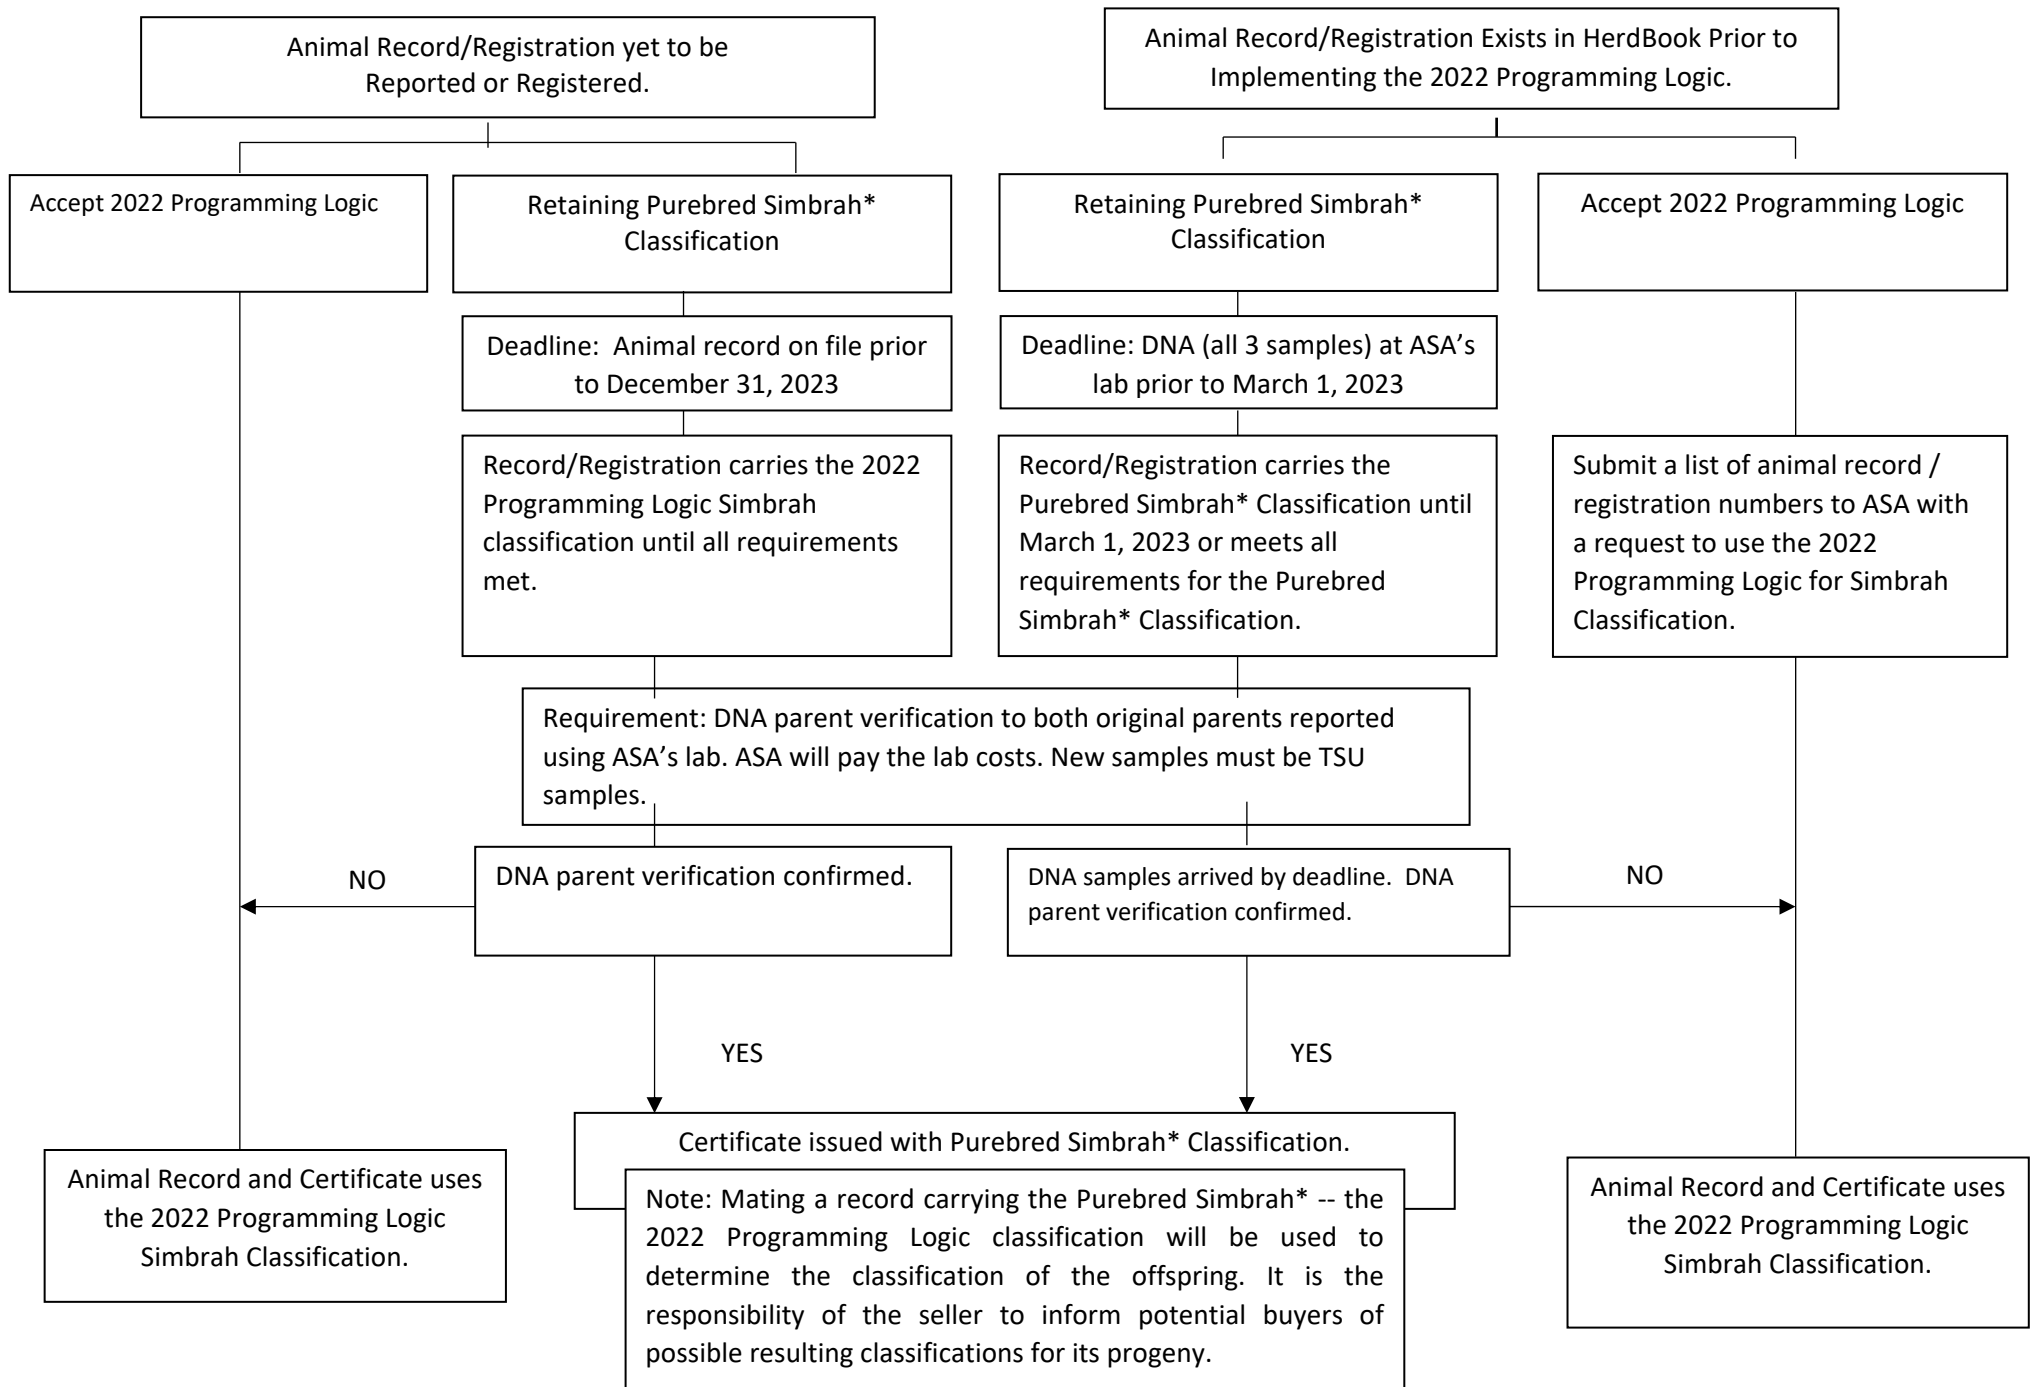 Animal Record/Registration yet to be
Reported or Registered.
Animal Record/Registration Exists in HerdBook Prior to
Implementing the 2022 Programming Logic.
Accept 2022 Programming Logic
Retaining Purebred Simbrah*
Classification
Retaining Purebred Simbrah*
Classification
Accept 2022 Programming Logic
Deadline: Animal record on file prior
to December 31, 2023
Deadline: DNA (all 3 samples) at ASA’s
lab prior to March 1, 2023
Record/Registration carries the 2022
Programming Logic Simbrah
classification until all requirements
met.
Record/Registration carries the
Purebred Simbrah* Classification until
March 1, 2023 or meets all
requirements for the Purebred
Simbrah* Classification.
Submit a list of animal record /
registration numbers to ASA with
a request to use the 2022
Programming Logic for Simbrah
Classification.
Requirement: DNA parent verification to both original parents reported
using ASA’s lab. ASA will pay the lab costs. New samples must be TSU
samples.
NO
DNA parent verification confirmed.
DNA samples arrived by deadline. DNA
parent verification confirmed.
NO
YES
YES
Certificate issued with Purebred Simbrah* Classification.
Animal Record and Certificate uses
the 2022 Programming Logic
Simbrah Classification.
Note: Mating a record carrying the Purebred Simbrah* -- the
2022 Programming Logic classification will be used to
determine the classification of the offspring. It is the
responsibility of the seller to inform potential buyers of
possible resulting classifications for its progeny.
Animal Record and Certificate uses
the 2022 Programming Logic
Simbrah Classification.